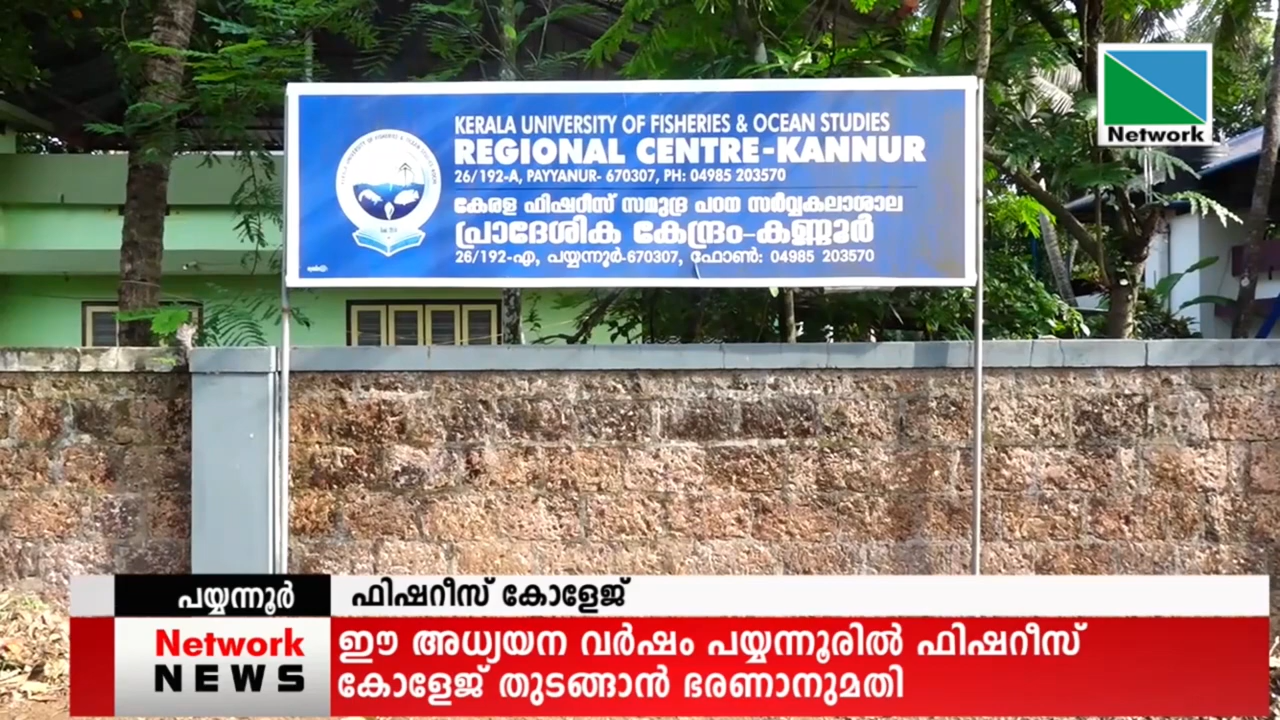 Network
KERALA UNIVERSITY OF FISHERIES & OCEAN STUDIES
REGIONAL CENTRE-KANNUR
26/192-A, PAYYANUR- 670307, PH: 04985 203570
കേരള ഫിഷറീസ് സമുദ്ര പഠന സർവ്വകലാശാല
പ്രാദേശിക കേന്ദ്രം-കണ്ണൂർ
26/192-എ, പയ്യന്നൂർ-670307, ഫോൺ: 04985 203570
പയ്യന്നൂർ
ഫിഷറീസ് കോളേജ്
Network
NEWS
ഈ അധ്യയന വർഷം പയ്യന്നൂരിൽ ഫിഷറീസ്
കോളേജ് തുടങ്ങാൻ ഭരണാനുമതി